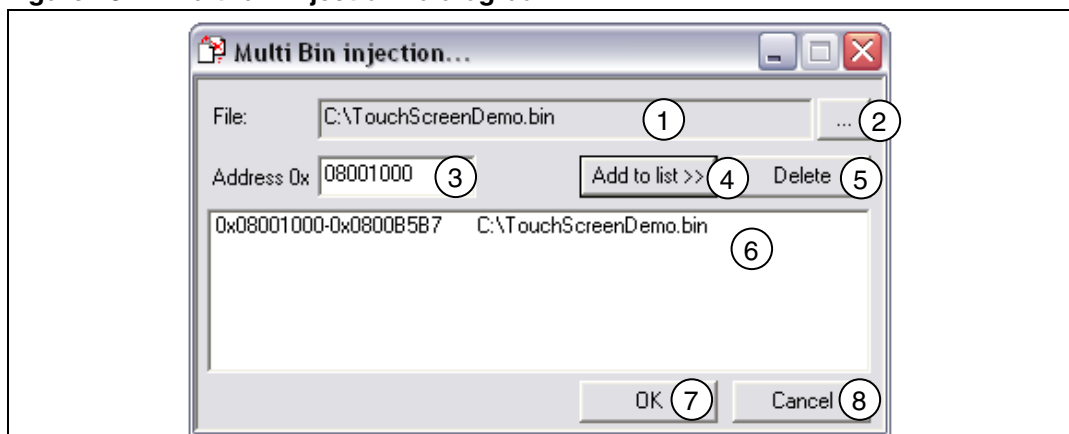 Multi Bin injection...
File: C:\TouchScreenDemo.bin 1 ... 2
Address 0x 08001000 3 Add to list >> 4 Delete 5
0x08001000-0x0800B5B7 C:\TouchScreenDemo.bin
6
OK 7 Cancel 8